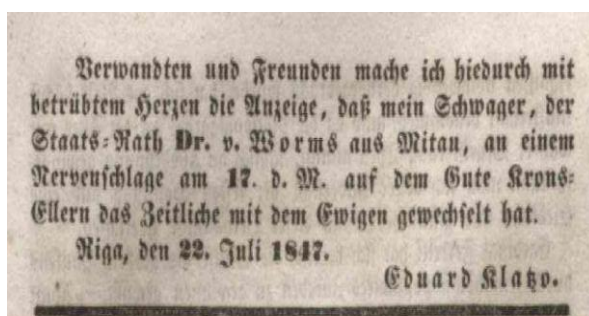 Verwandten und Freunden mache ich hiedurch mit
betrübtem Herzen die Anzeige, daß mein Schwager, der
Staats-Rath Dr. v. Worms aus Mitau, an einem
Nervenschlage am 17. d. M. auf dem Gute Krons-
Ellern das Zeitliche mit dem Ewigen gewechselt hat.
Riga, den 22. Juli 1847.
Eduard Klatzo.